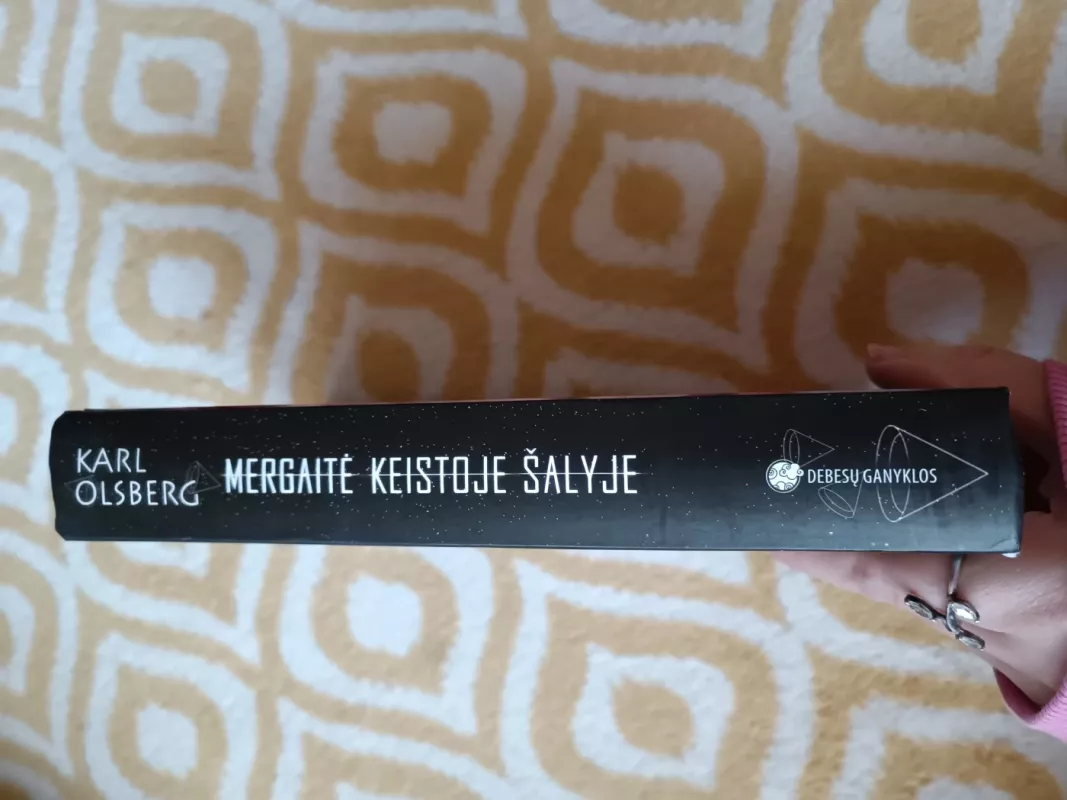 KARL
OLSBERG
MERGAITĖ KEISTOJE ŠALYJE
DEBESŲ GANYKLOS